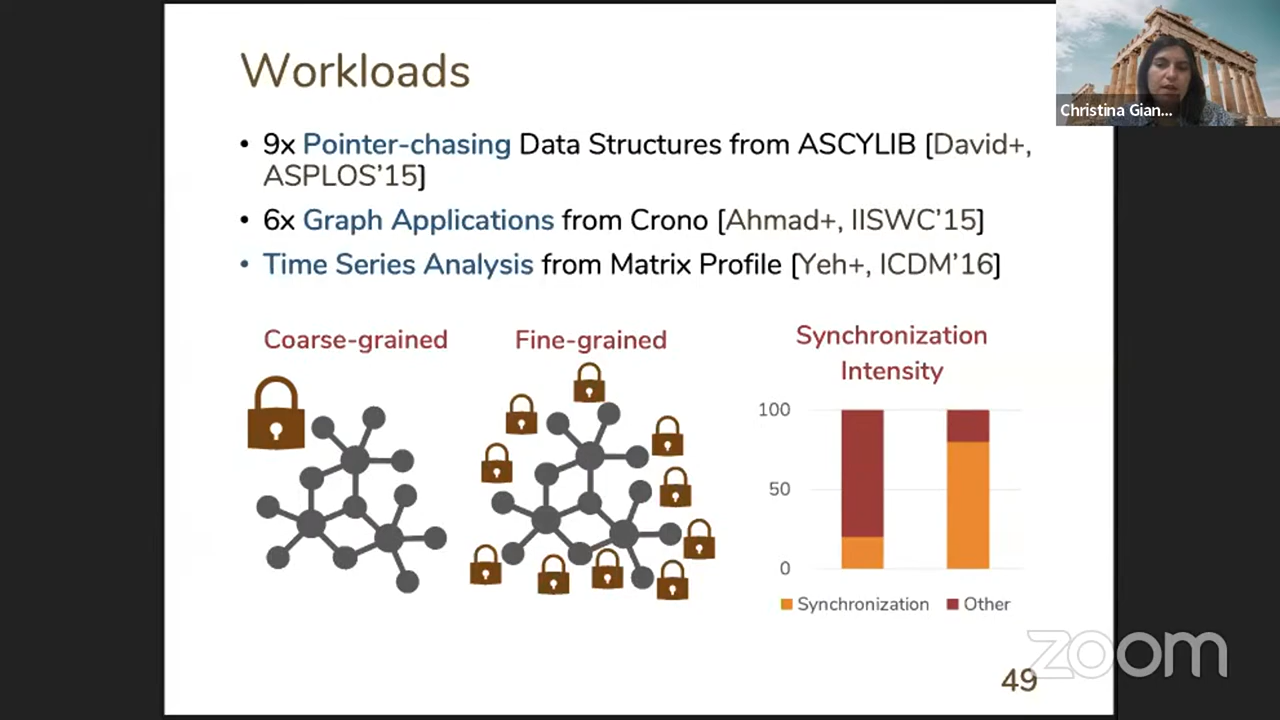 Workloads
• 9x Pointer-chasing Data Structures from ASCYLIB [David+,
ASPLOS'15]
• 6x Graph Applications from Crono [Ahmad+, IISWC'15]
• Time Series Analysis from Matrix Profile [Yeh+, ICDM'16]
Coarse-grained
Fine-grained
Synchronization
Intensity
100
50
0
Synchronization
Other
49
zoom
Christina Gian...